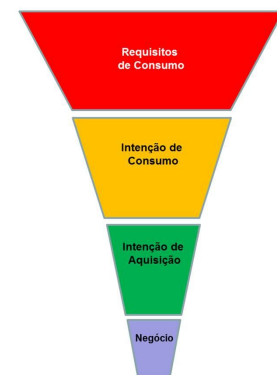 Requisitos
de Consumo
Intenção de
Consumo
Intenção de
Aquisição
Negócio